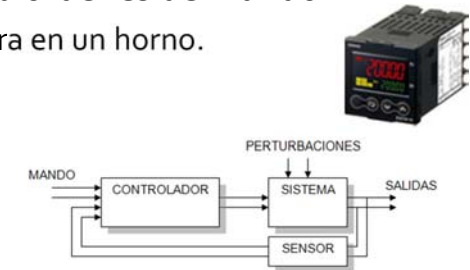 ra en un horno.
PERTURBACIONES
MANDO
CONTROLADOR
SISTEMA
SALIDAS
SENSOR